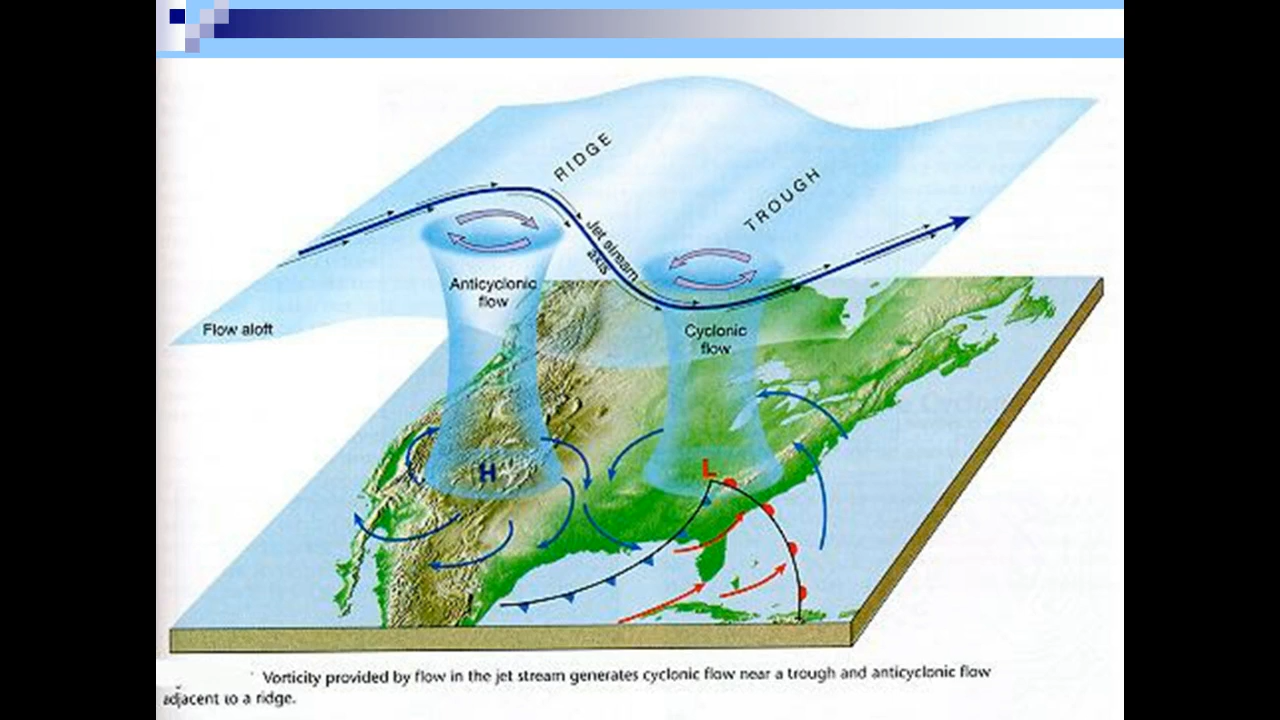 RIDGE
TROUGH
Jet stream
axis
Anticyclonic
flow
Flow aloft
Cyclonic
flow
H
L
Vorticity provided by flow in the jet stream generates cyclonic flow near a trough and anticyclonic flow
adjacent to a ridge.